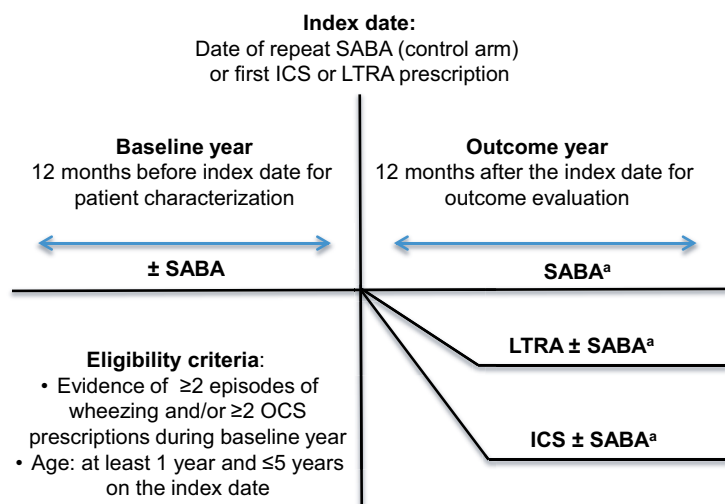 Index date:
Date of repeat SABA (control arm)
or first ICS or LTRA prescription
Baseline year
12 months before index date for
patient characterization
Outcome year
12 months after the index date for
outcome evaluation
± SABA
SABAᵃ
LTRA ± SABAᵃ
ICS ± SABAᵃ
Eligibility criteria:
• Evidence of ≥2 episodes of
wheezing and/or ≥2 OCS
prescriptions during baseline year
• Age: at least 1 year and ≤5 years
on the index date